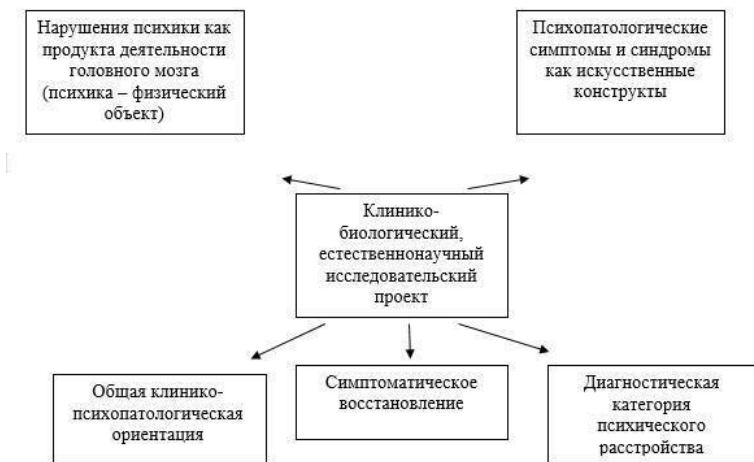 Нарушения психики как
продукта деятельности
головного мозга
(психика – физический
объект)
Психопатологические
симптомы и синдромы
как искусственные
конструкты
Клинико-
биологический,
естественнонаучный
исследовательский
проект
Общая клинико-
психопатологическая
ориентация
Симптоматическое
восстановление
Диагностическая
категория
психического
расстройства